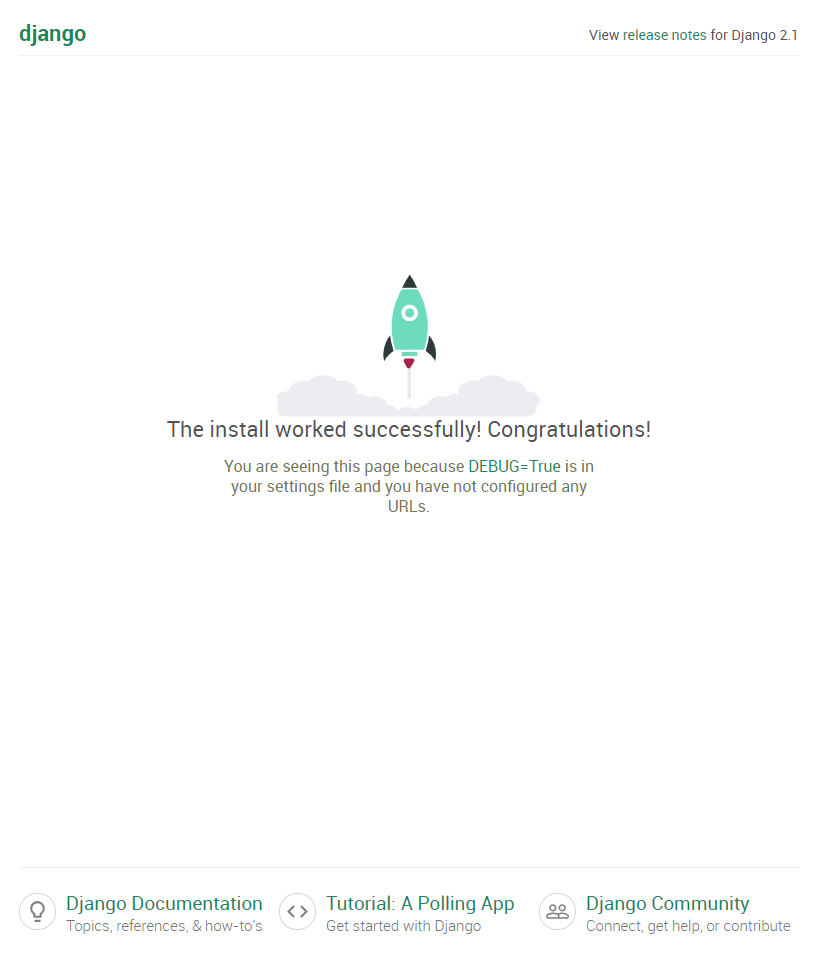 django
View release notes for Django 2.1
The install worked successfully! Congratulations!
You are seeing this page because DEBUG=True is in
your settings file and you have not configured any
URLs.
Django Documentation
Topics, references, & how-to's
Tutorial: A Polling App
Get started with Django
Django Community
Connect, get help, or contribute